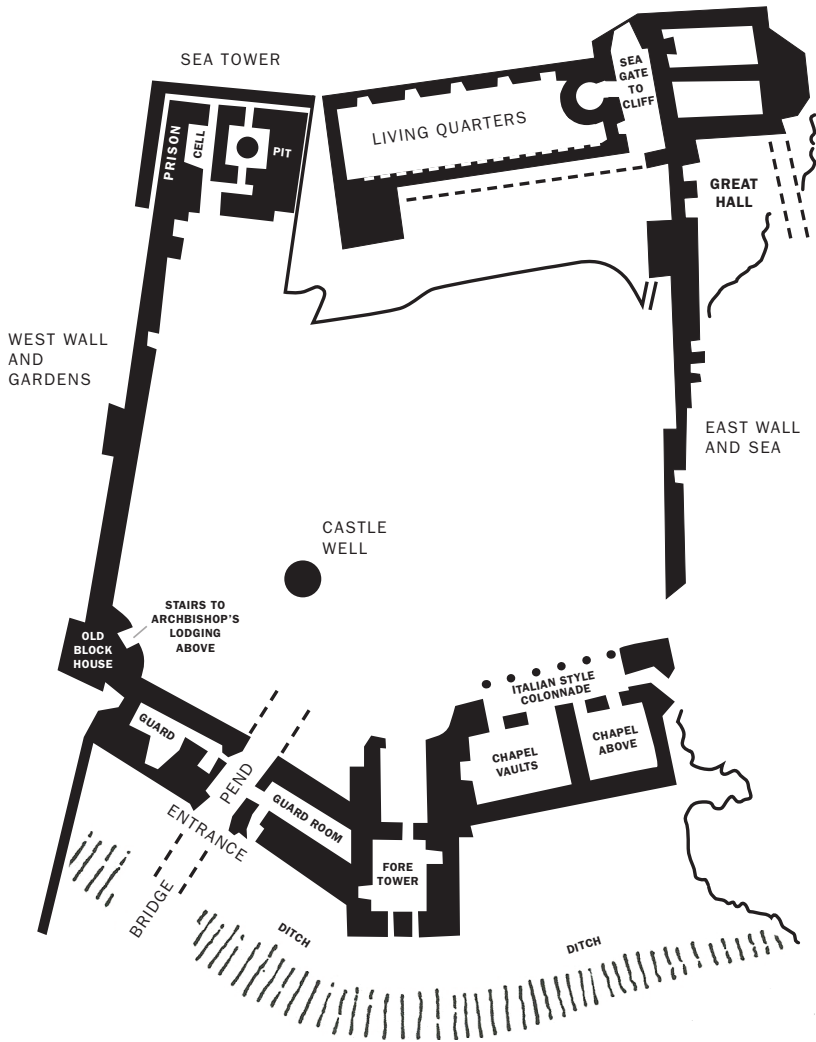 SEA TOWER
PRISON
CELL
PIT
LIVING QUARTERS
SEA
GATE
TO
CLIFF
GREAT
HALL
WEST WALL
AND
GARDENS
EAST WALL
AND SEA
CASTLE
WELL
STAIRS TO
ARCHBISHOP'S
LODGING
ABOVE
OLD
BLOCK
HOUSE
ITALIAN STYLE
COLONNADE
GUARD
CHAPEL
VAULTS
CHAPEL
ABOVE
PEND
GUARD ROOM
ENTRANCE
FORE
TOWER
BRIDGE
DITCH
DITCH